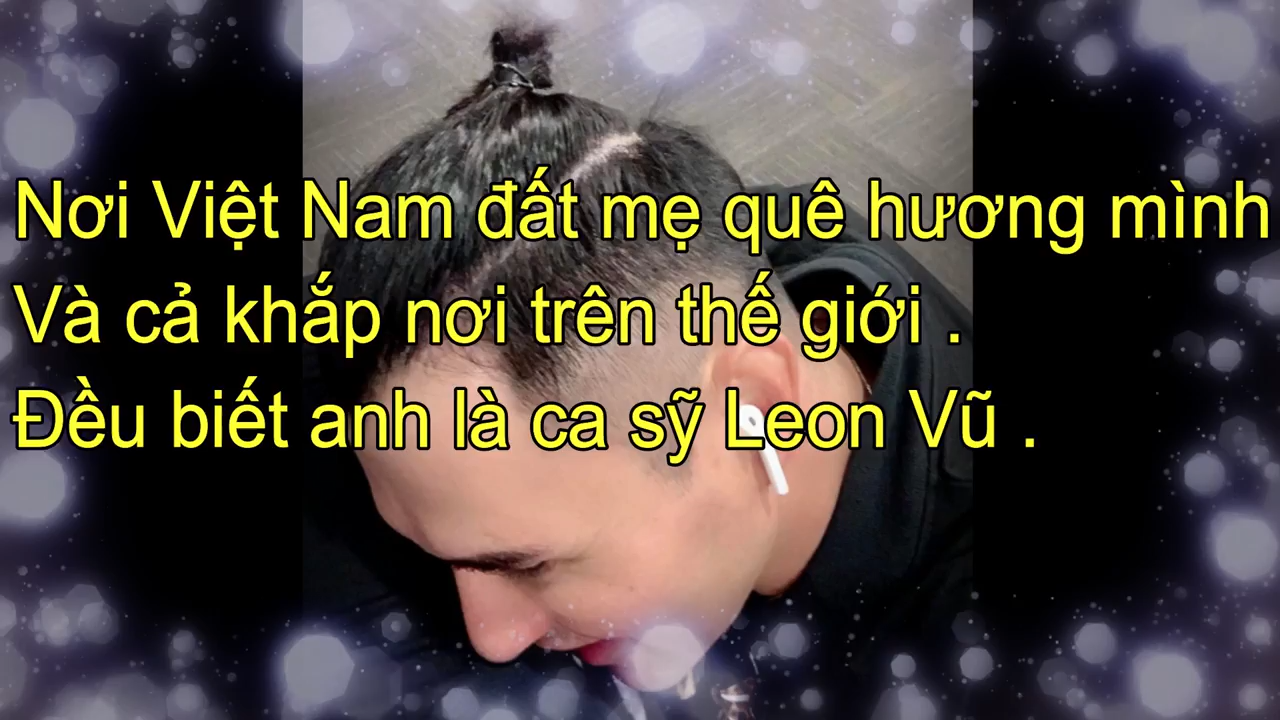 Nơi Việt Nam đất mẹ quê hương mình
Và cả khắp nơi trên thế giới .
Đều biết anh là ca sỹ Leon Vũ .